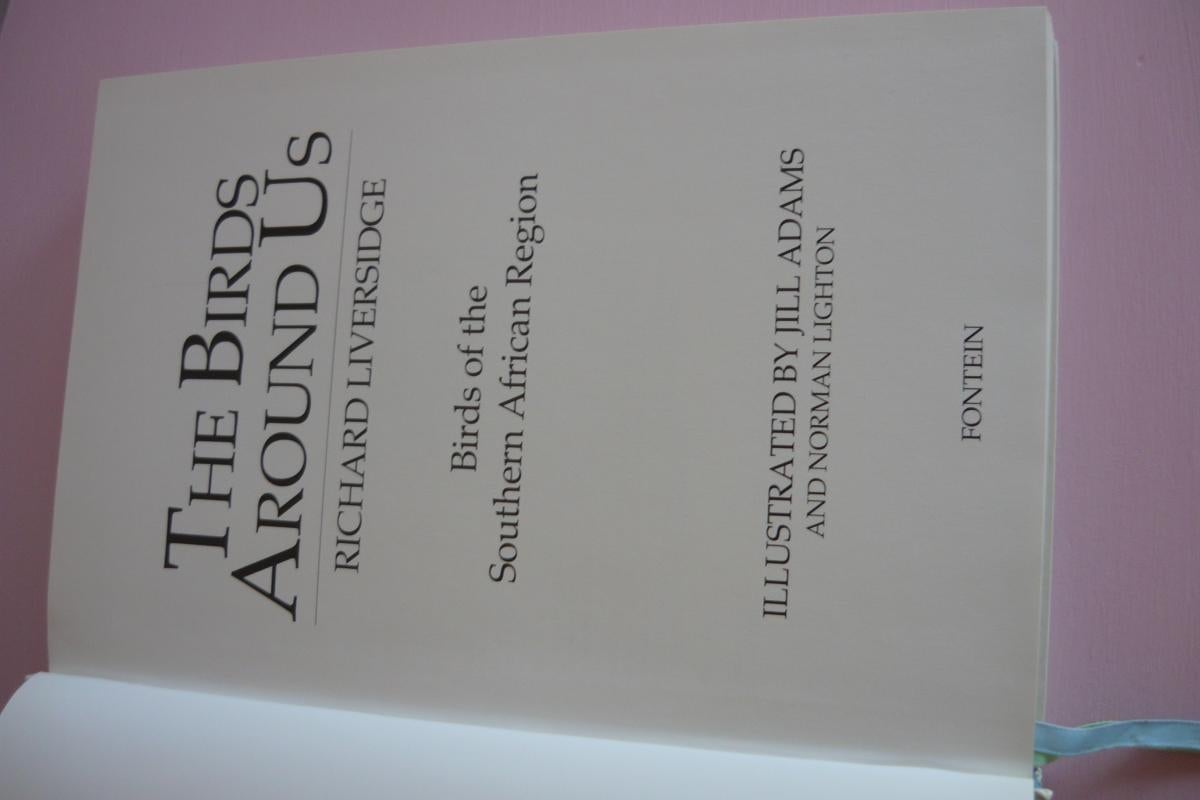 THE BIRDS
AROUND US
RICHARD LIVERSIDGE
Birds of the
Southern African Region
ILLUSTRATED BY JILL ADAMS
AND NORMAN LIGHTON
FONTEIN